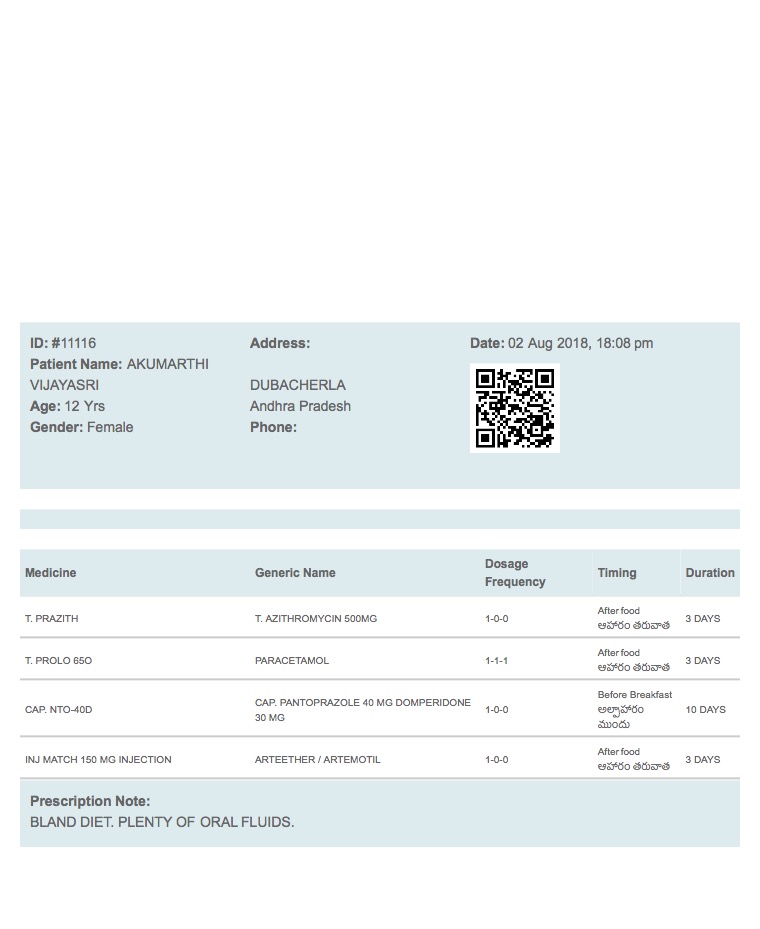 ID: #11116
Patient Name: AKUMARTHI
VIJAYASRI
Age: 12 Yrs
Gender: Female
Address:
DUBACHERLA
Andhra Pradesh
Phone:
Date: 02 Aug 2018, 18:08 pm
Medicine Generic Name Dosage Frequency Timing Duration
T. PRAZITH T. AZITHROMYCIN 500MG 1-0-0 After food 3 DAYS
ఆహారం తరువాత
T. PROLO 65O PARACETAMOL 1-1-1 After food 3 DAYS
ఆహారం తరువాత
CAP. NTO-40D CAP. PANTOPRAZOLE 40 MG DOMPERIDONE 1-0-0 Before Breakfast 10 DAYS
30 MG అల్పాహారం
ముందు
INJ MATCH 150 MG INJECTION ARTEETHER / ARTEMOTIL 1-0-0 After food 3 DAYS
ఆహారం తరువాత
Prescription Note:
BLAND DIET. PLENTY OF ORAL FLUIDS.